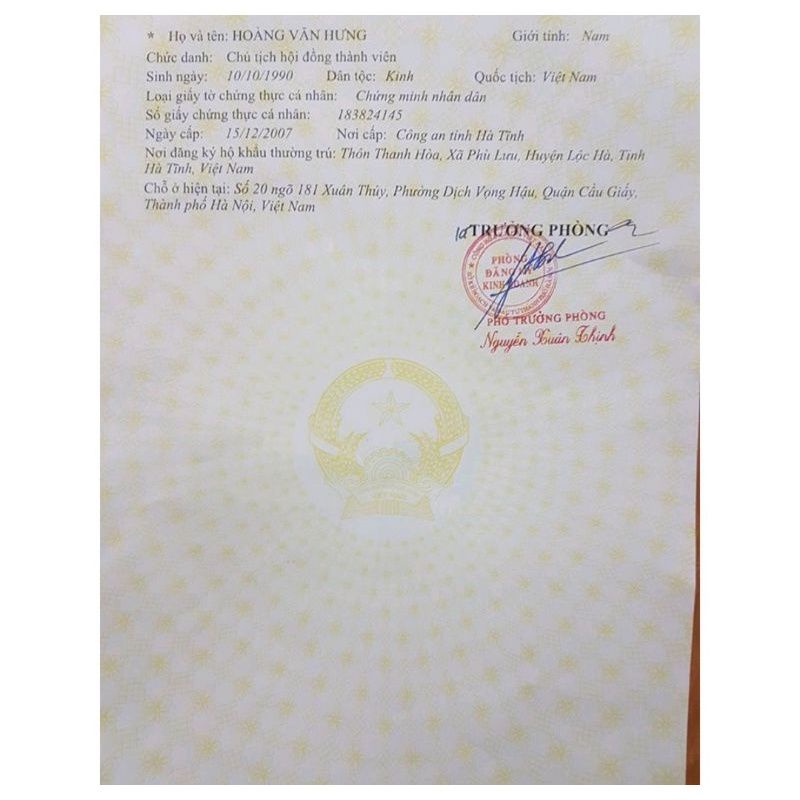 * Họ và tên: HOÀNG VĂN HƯNG Giới tính: Nam
Chức danh: Chủ tịch hội đồng thành viên
Sinh ngày: 10/10/1990 Dân tộc: Kinh Quốc tịch: Việt Nam
Loại giấy tờ chứng thực cá nhân: Chứng minh nhân dân
Số giấy chứng thực cá nhân: 183824145
Ngày cấp: 15/12/2007 Nơi cấp: Công an tỉnh Hà Tĩnh
Nơi đăng ký hộ khẩu thường trú: Thôn Thanh Hòa, Xã Phù Lưu, Huyện Lộc Hà, Tỉnh
Hà Tĩnh, Việt Nam
Chỗ ở hiện tại: Số 20 ngõ 181 Xuân Thủy, Phường Dịch Vọng Hậu, Quận Cầu Giấy,
Thành phố Hà Nội, Việt Nam
TRƯỞNG PHÒNG
PHÒNG
ĐĂNG KÝ
KINH DOANH
PHÓ TRƯỞNG PHÒNG
Nguyễn Xuân Thịnh